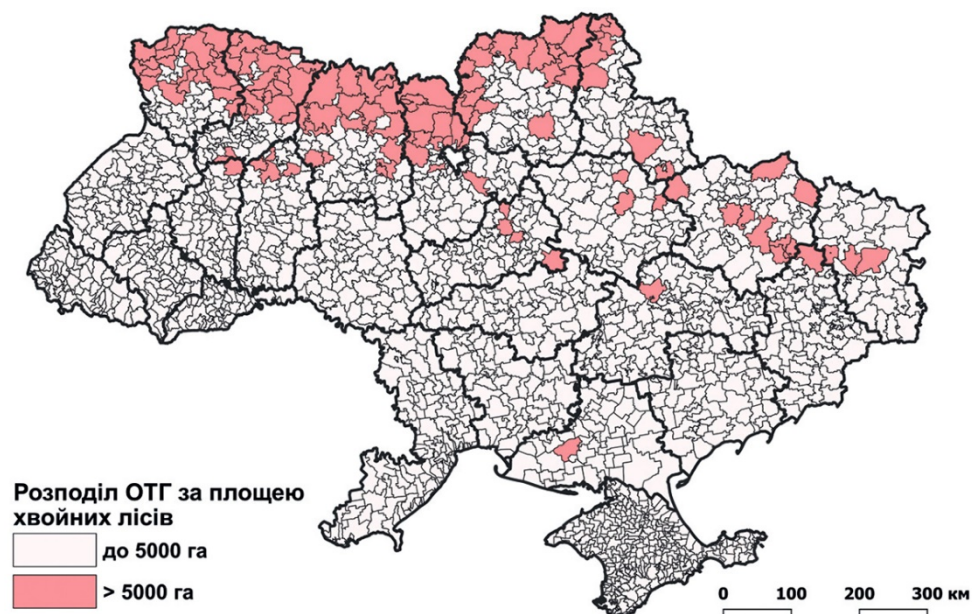 Розподіл ОТГ за площею
хвойних лісів
до 5000 га
> 5000 га
0 100 200 300 км